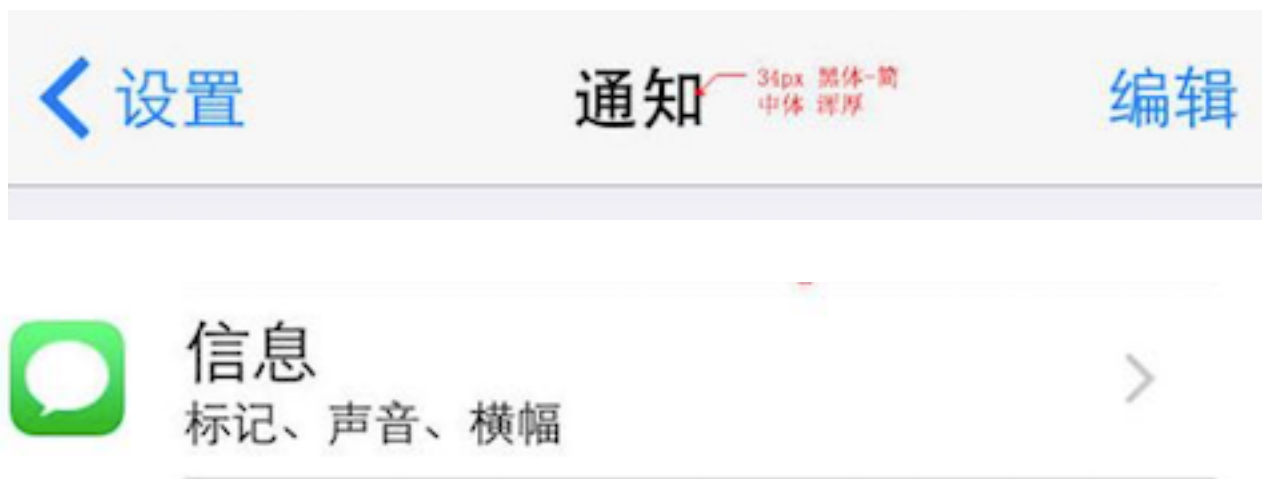 设置
通知
34px 黑体-简
中体 浑厚
编辑
信息
标记、声音、横幅